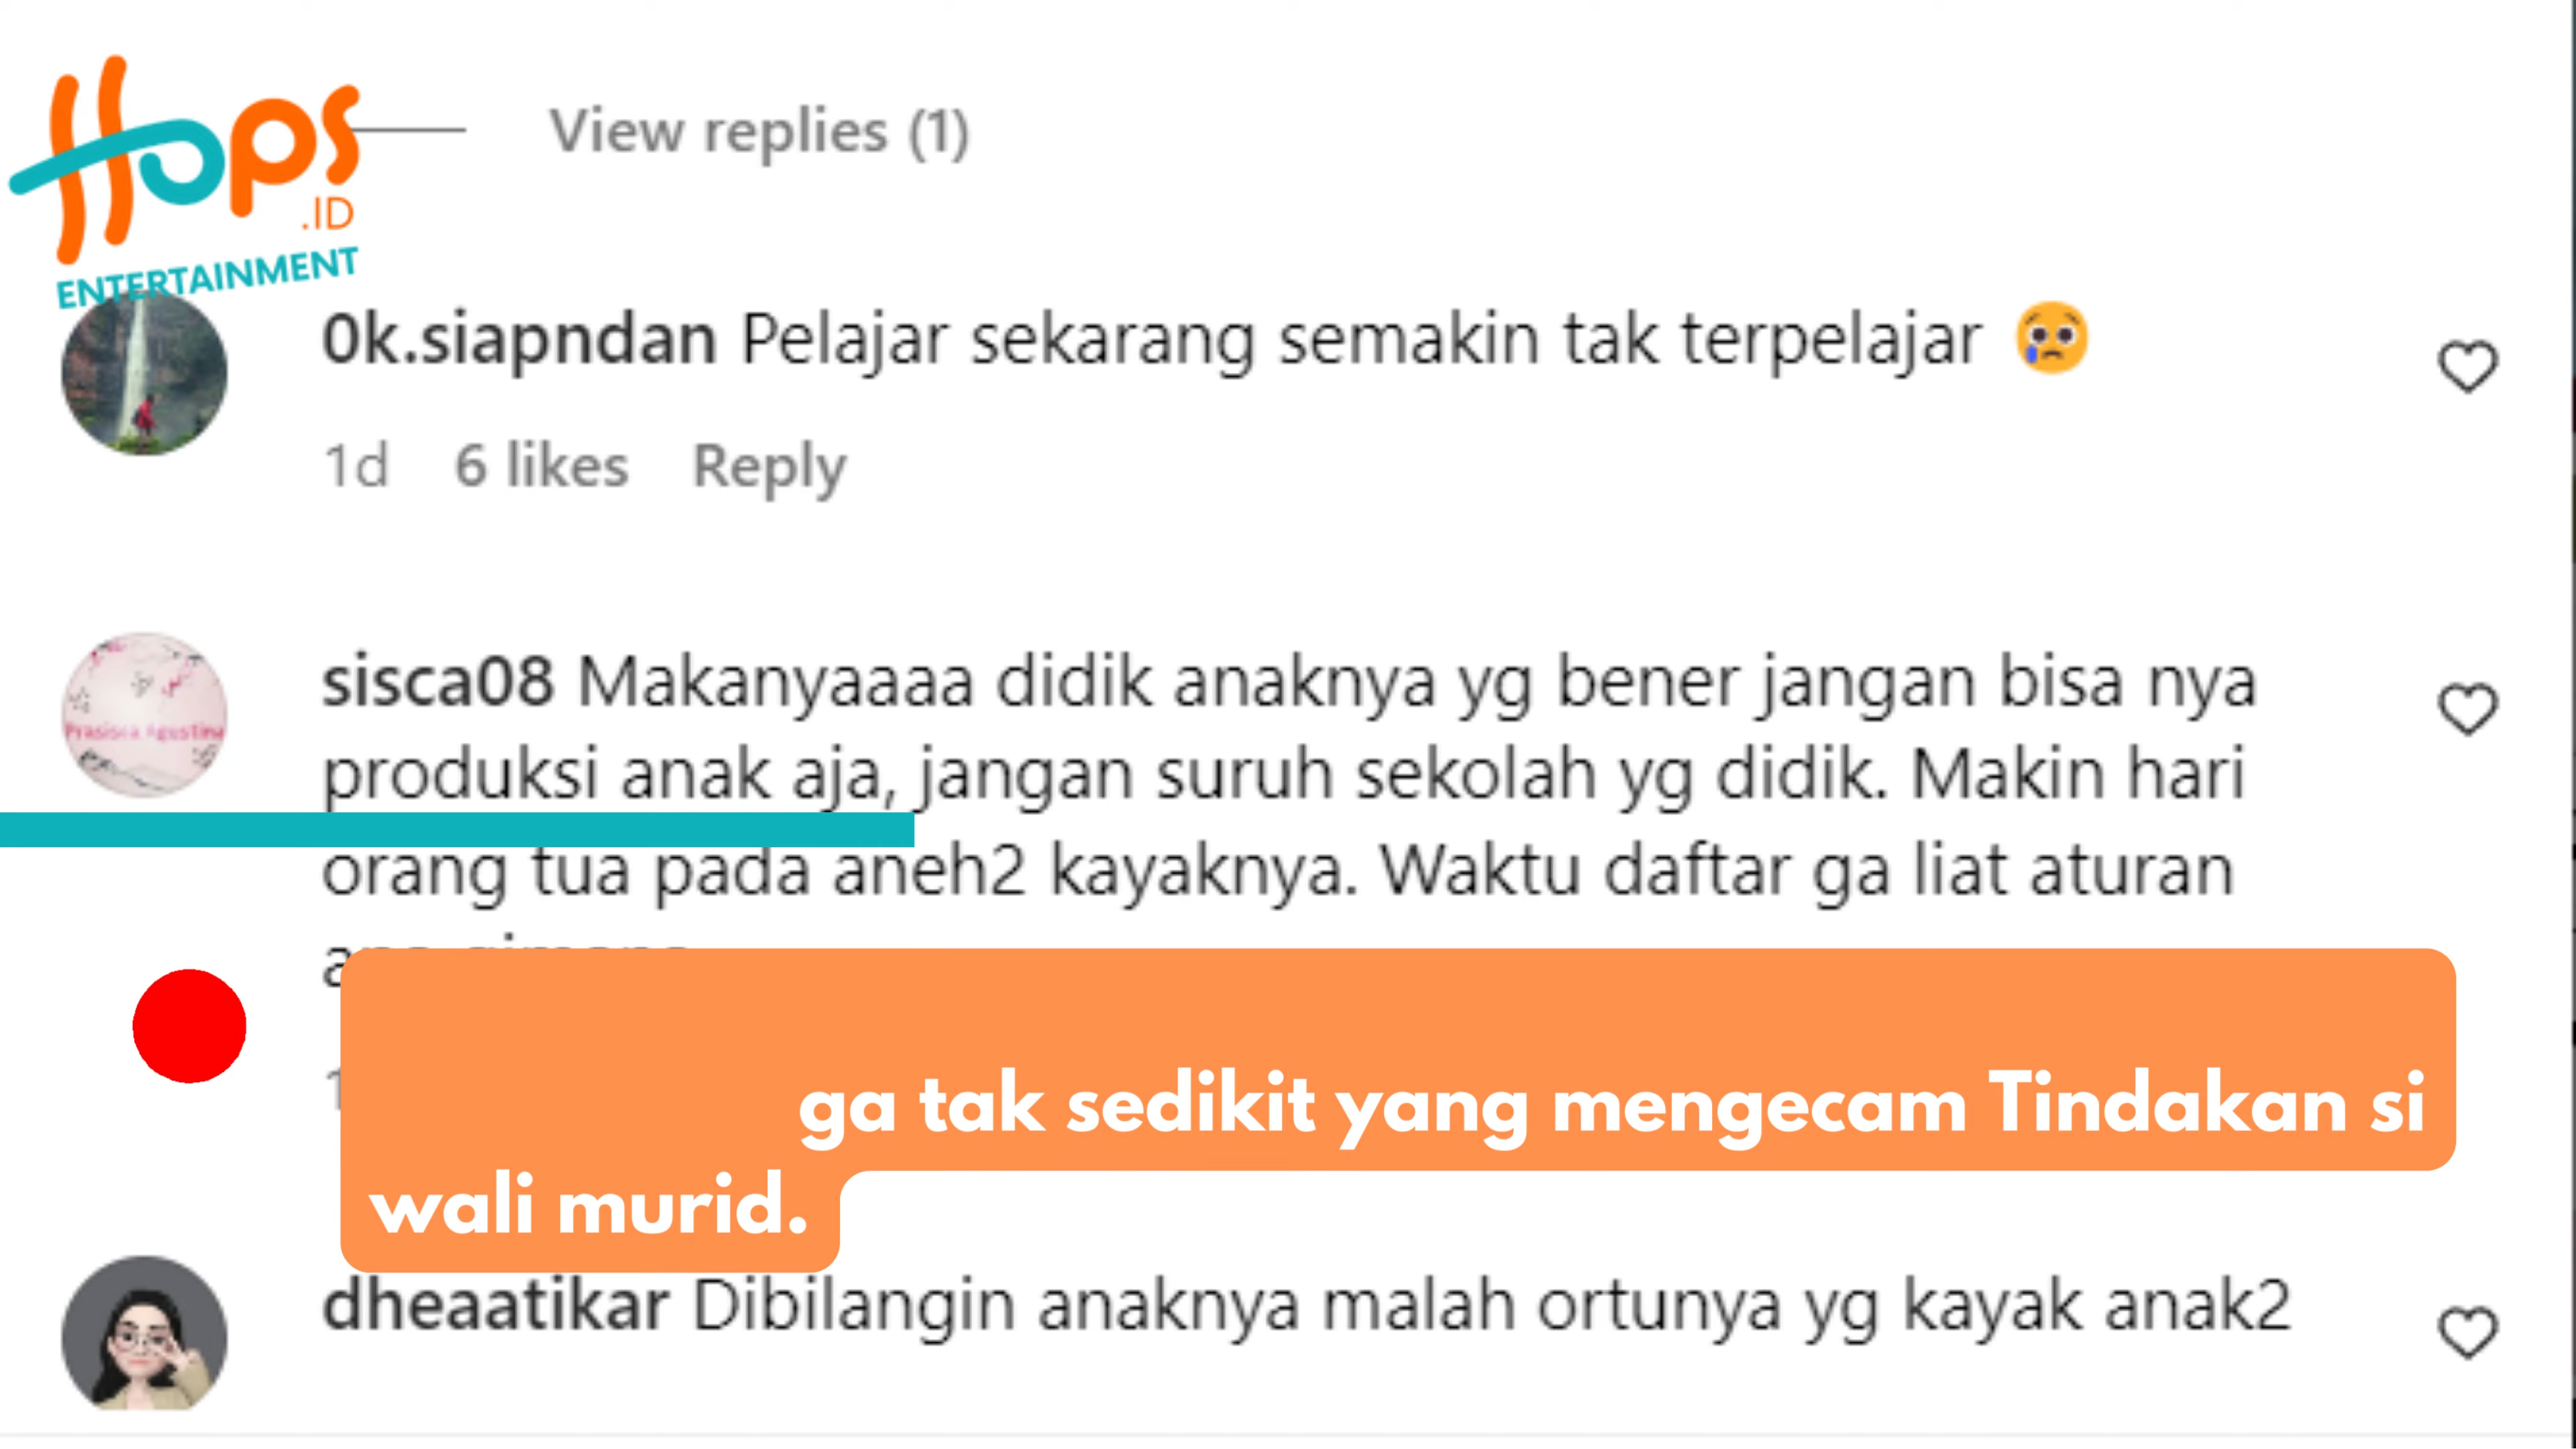 Hops
.ID
ENTERTAINMENT
View replies (1)
0k.siapndan Pelajar sekarang semakin tak terpelajar 😢
1d 6 likes Reply
Prasisca Agustina
sisca08 Makanyaaaa didik anaknya yg bener jangan bisa nya
produksi anak aja, jangan suruh sekolah yg didik. Makin hari
orang tua pada aneh2 kayaknya. Waktu daftar ga liat aturan
ga tak sedikit yang mengecam Tindakan si
wali murid.
dheaatikar Dibilangin anaknya malah ortunya yg kayak anak2